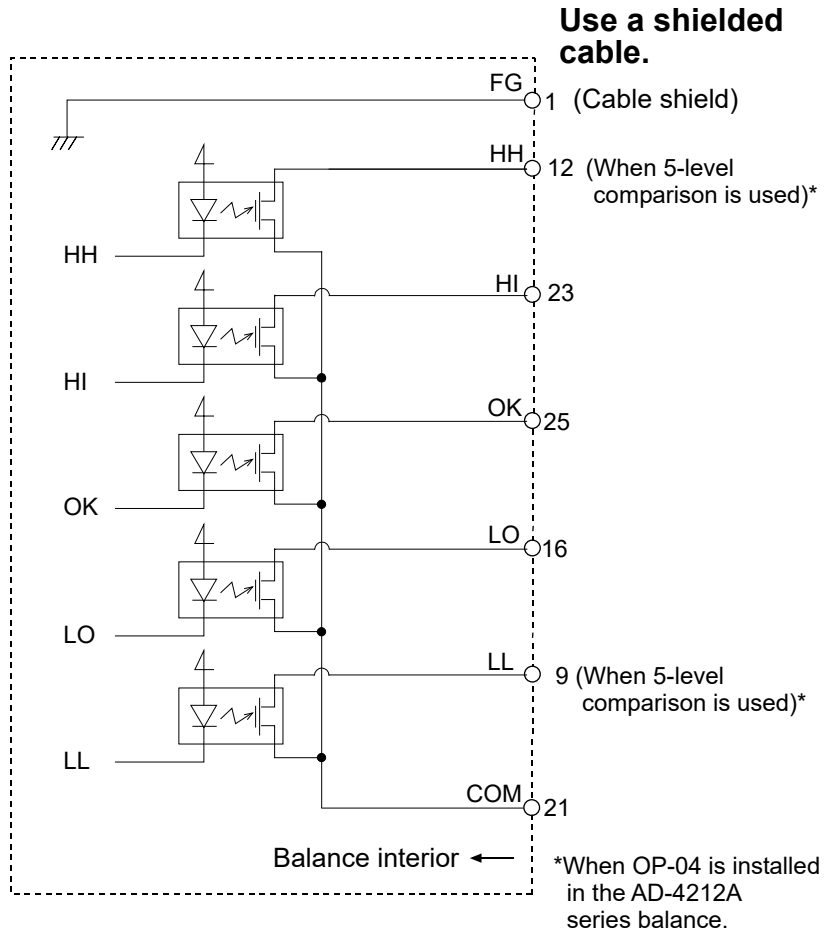 Use a shielded
cable.
FG
1 (Cable shield)
HH
12 (When 5-level
comparison is used)*
HH
HI
23
HI
OK
25
OK
LO
16
LO
LL
9 (When 5-level
comparison is used)*
LL
COM
21
Balance interior
*When OP-04 is installed
in the AD-4212A
series balance.